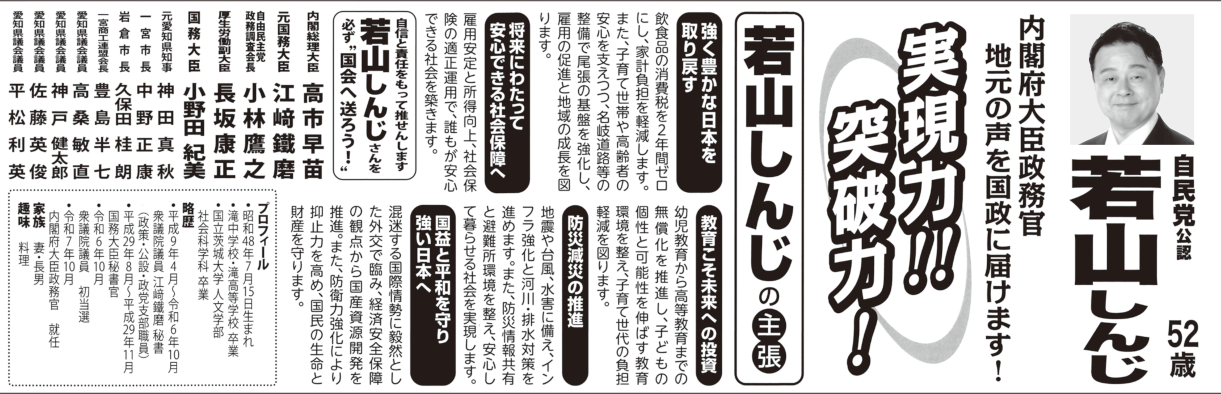 自民党公認
若山しんじ
52歳
内閣府大臣政務官
地元の声を国政に届けます！
実現力!!
突破力！
若山しんじの主張
強く豊かな日本を
取り戻す
飲食品の消費税を２年間ゼロ
にし、家計負担を軽減します。
また、子育て世帯や高齢者の
安心を支えつつ、名岐道路等の
整備で尾張の基盤を強化し、
雇用の促進と地域の成長を図
ります。
将来にわたって
安心できる社会保障へ
雇用安定と所得向上、社会保
険の適正運用で、誰もが安心
できる社会を築きます。
教育こそ未来への投資
幼児教育から高等教育までの
無償化を推進し、子どもの
個性と可能性を伸ばす教育
環境を整え、子育て世代の負担
軽減を図ります。
防災減災の推進
地震や台風、水害に備え、イン
フラ強化と河川・排水対策を
進めます。また、防災情報共有
と避難所環境を整え、安心し
て暮らせる社会を実現します。
国益と平和を守り
強い日本へ
混迷する国際情勢に毅然とし
た外交で臨み、経済安全保障
の観点から国産資源開発を
推進。また、防衛力強化により
抑止力を高め、国民の生命と
財産を守ります。
自信と責任をもって推せんします
若山しんじさんを
必ず〝国会へ送ろう！〟
内閣総理大臣 高市早苗
元国務大臣 江﨑鐵磨
自由民主党政務調査会長 小林鷹之
厚生労働副大臣 長坂康正
国務大臣 小野田紀美
元愛知県知事 神田真秋
一宮市長 中野正康
岩倉市長 久保田桂朗
一宮商工連盟会長 豊島半七
愛知県議会議員 高桑敏直
愛知県議会議員 神戸健太郎
愛知県議会議員 佐藤英俊
愛知県議会議員 平松利英
プロフィール
・昭和48年７月15日生まれ
・滝中学校・滝高等学校 卒業
・国立茨城大学 人文学部
社会科学科 卒業
略歴
・平成９年４月〜令和６年10月
衆議院議員 江﨑鐵磨 秘書
（政策・公設・政党支部職員）
・平成29年８月〜平成29年11月
国務大臣秘書官
・令和６年10月
衆議院議員 初当選
・令和７年10月
内閣府大臣政務官 就任
家族 妻・長男
趣味 料理